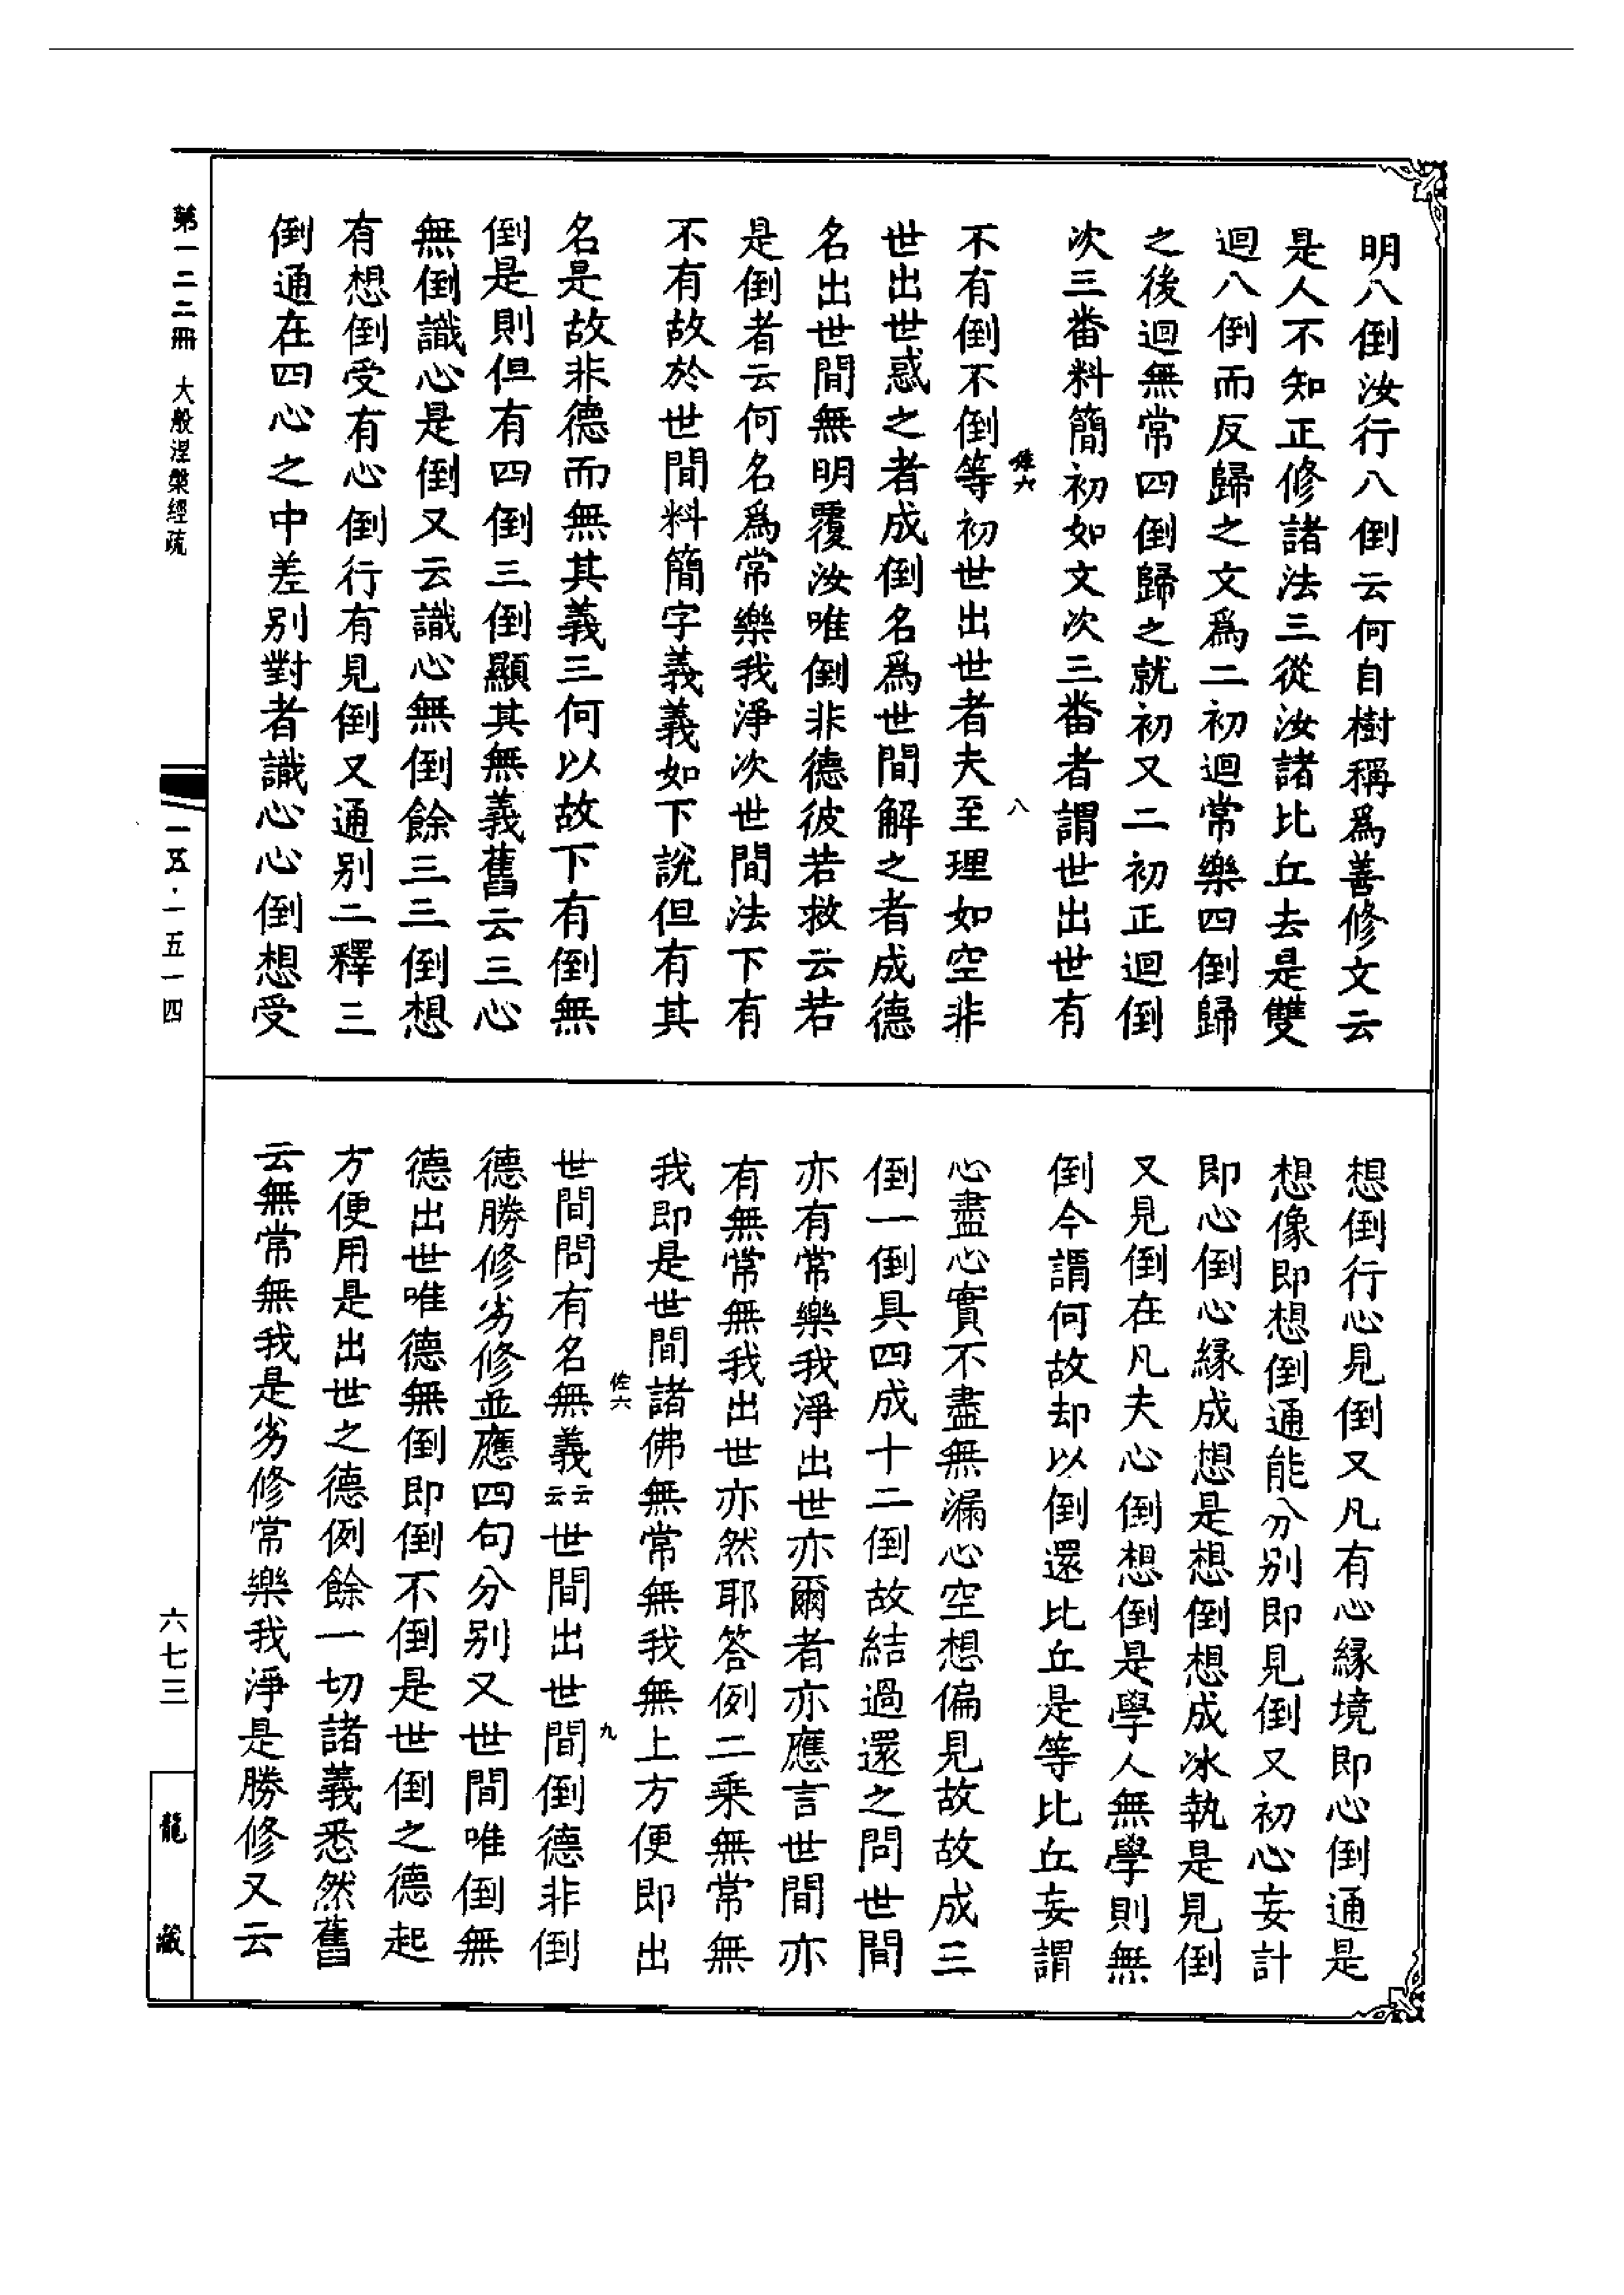 明八倒汝行八倒云何自樹稱爲善修文云
是人不知正修諸法三從汝諸比丘去是雙
迴八倒而反歸之文爲二初迴常樂四倒歸
之後迴無常四倒歸之就初又二初正迴倒
次三番料簡初如文次三番者謂世出世有
佐六
八
不有倒不倒等初世出世者夫至理如空非
世出世惑之者成倒名爲世間解之者成德
名出世間無明覆汝唯倒非德彼若救云若
是倒者云何名爲常樂我淨次世間法下有
不有故於世間料簡字義義如下說但有其
名是故非德而無其義三何以故下有倒無
倒是則但有四倒三倒顯其無義舊云三心
無倒識心是倒又云識心無倒餘三三倒想
有想倒受有心倒行有見倒又通別二釋三
倒通在四心之中差別對者識心心倒想受
想倒行心見倒又凡有心緣境即心倒通是
想像即想倒通能分別即見倒又初心妄計
即心倒心緣成想是想倒想成冰執是見倒
又見倒在凡夫心倒想倒是學人無學則無
倒今謂何故却以倒還比丘是等比丘妄謂
心盡心實不盡無漏心空想偏見故故成三
倒一倒具四成十二倒故結過還之問世間
亦有常樂我淨出世亦爾者亦應言世間亦
有無常無我出世亦然耶答例二乘無常無
我即是世間諸佛無常無我無上方便即出
佐六
九
世間問有名無義云云世間出世間倒德非倒
德勝修劣修並應四句分別又世間唯倒無
德出世唯德無倒即倒不倒是世倒之德起
方便用是出世之德例餘一切諸義悉然舊
云無常無我是劣修常樂我淨是勝修又云
第一二二冊 大般涅槃經疏
一五·一五一四
六七三
龍藏